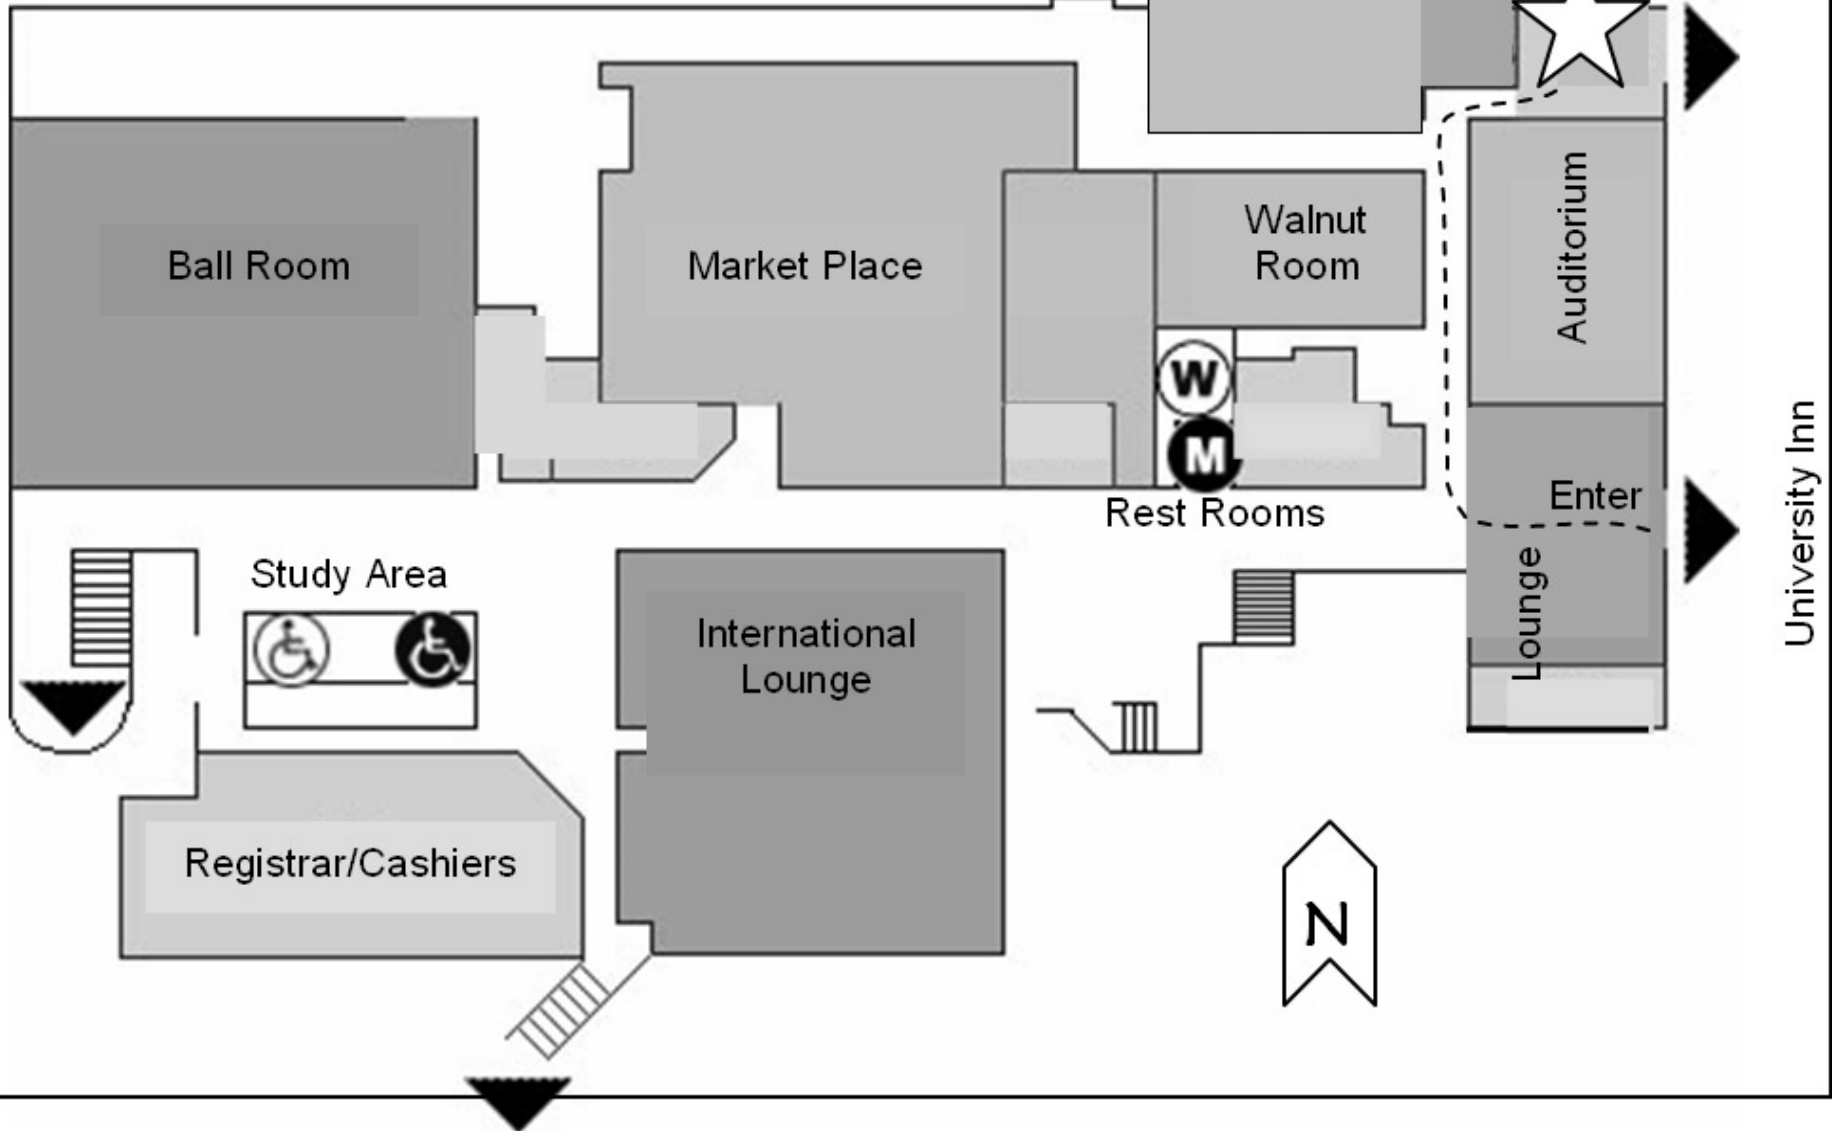 Ball Room
Market Place
Walnut
Room
Auditorium
W
M
Rest Rooms
Enter
Lounge
University Inn
Study Area
International
Lounge
Registrar/Cashiers
N